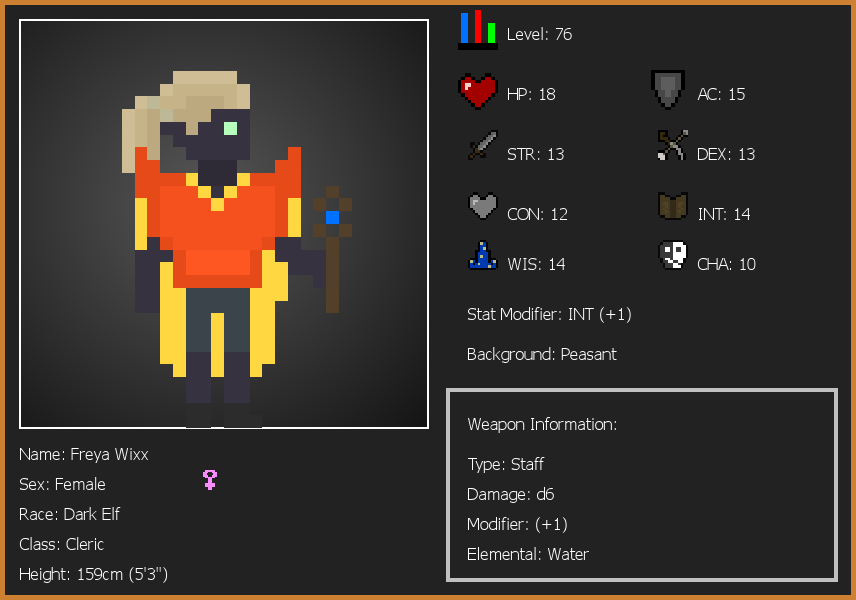 Level: 76
HP: 18
AC: 15
STR: 13
DEX: 13
CON: 12
INT: 14
WIS: 14
CHA: 10
Stat Modifier: INT (+1)
Background: Peasant
Weapon Information:
Type: Staff
Damage: d6
Modifier: (+1)
Elemental: Water
Name: Freya Wixx
Sex: Female
Race: Dark Elf
Class: Cleric
Height: 159cm (5'3")